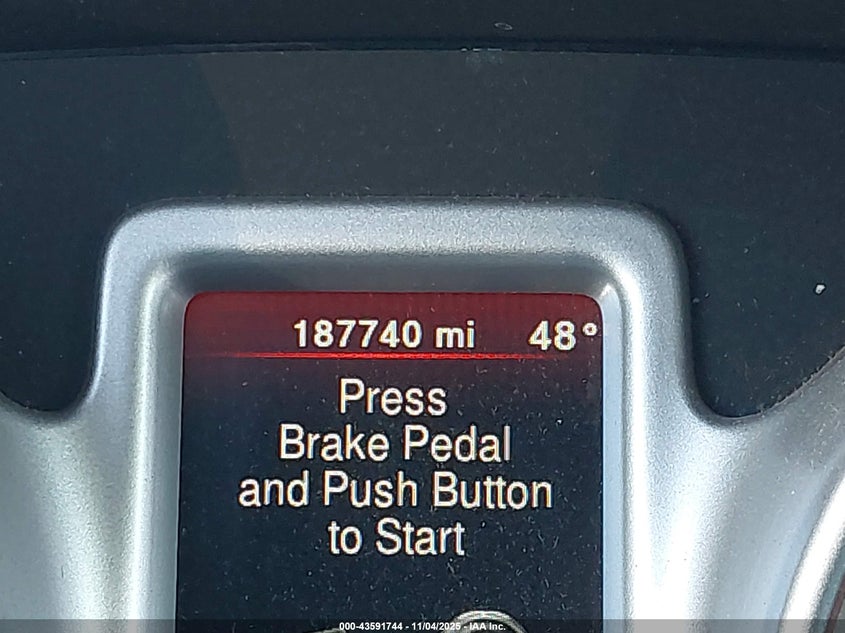 187740 mi 48°
Press
Brake Pedal
and Push Button
to Start
000-43591744 - 11/04/2025 - IAA Inc.